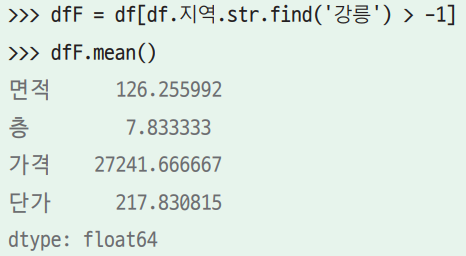 >>> dfF = df[df.지역.str.find('강릉') > -1]
>>> dfF.mean()
면적 126.255992
층 7.833333
가격 27241.666667
단가 217.830815
dtype: float64